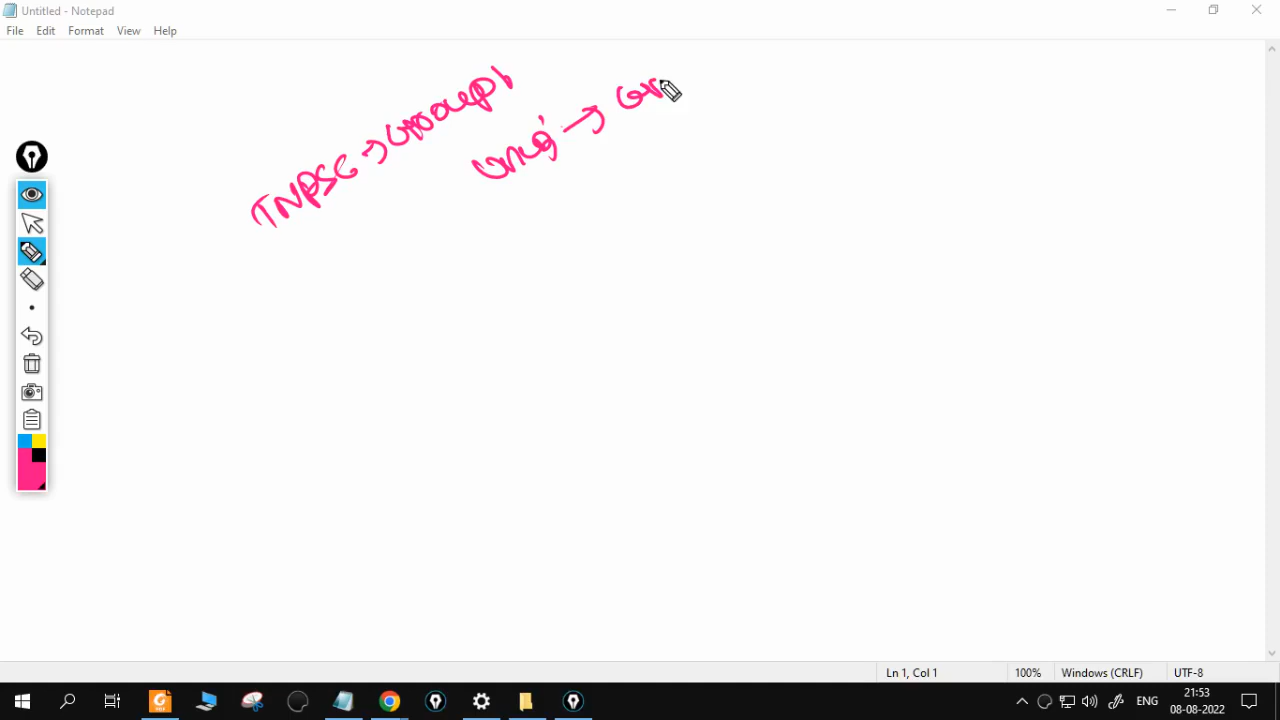 Untitled - Notepad
File Edit Format View Help
TNPSC → Group 1
Ln 1, Col 1 100% Windows (CRLF) UTF-8
ENG 21:53
08-08-2022